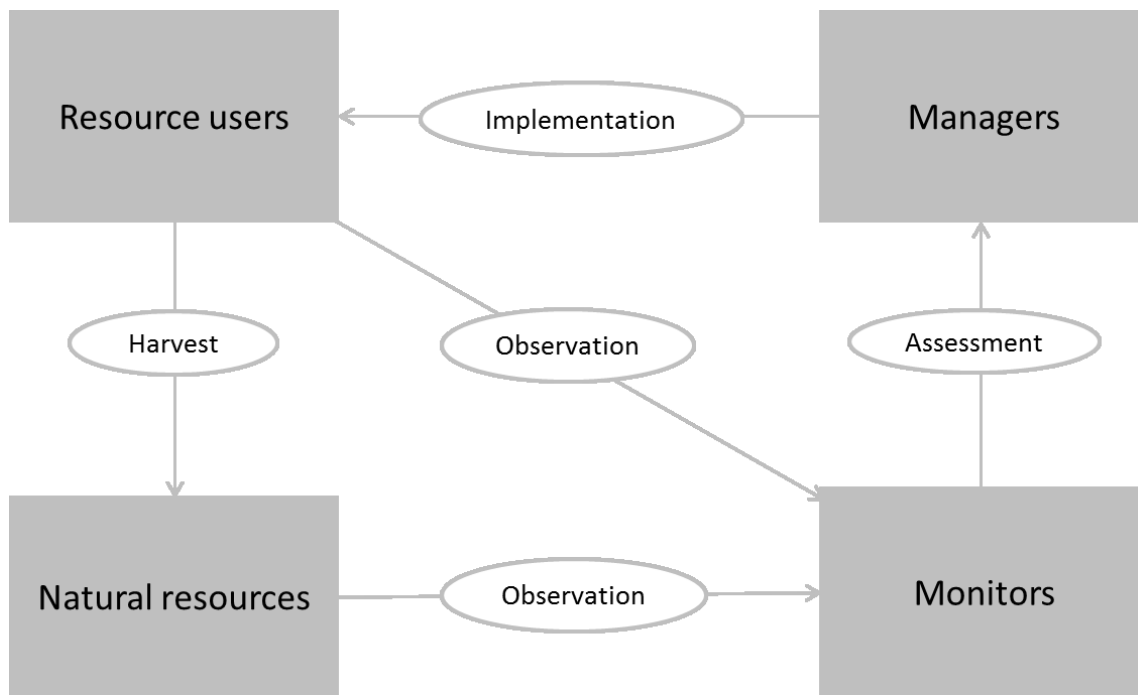 Resource users
Implementation
Managers
Harvest
Observation
Assessment
Natural resources
Observation
Monitors